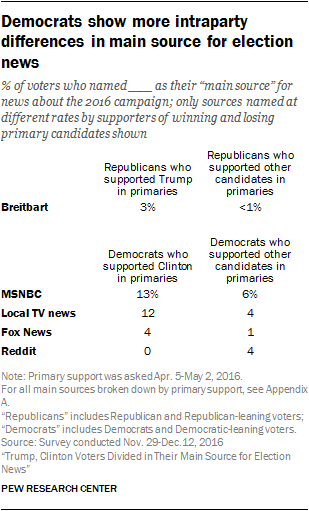 Democrats show more intraparty
differences in main source for election
news
% of voters who named ___ as their “main source” for
news about the 2016 campaign; only sources named at
different rates by supporters of winning and losing
primary candidates shown
Republicans who supported Trump in primaries
Republicans who supported other candidates in primaries
Breitbart 3% <1%
Democrats who supported Clinton in primaries
Democrats who supported other candidates in primaries
MSNBC 13% 6%
Local TV news 12 4
Fox News 4 1
Reddit 0 4
Note: Primary support was asked Apr. 5-May 2, 2016.
For all main sources broken down by primary support, see Appendix
A.
“Republicans” includes Republican and Republican-leaning voters;
“Democrats” includes Democrats and Democratic-leaning voters.
Source: Survey conducted Nov. 29-Dec. 12, 2016
“Trump, Clinton Voters Divided in Their Main Source for Election
News”
PEW RESEARCH CENTER